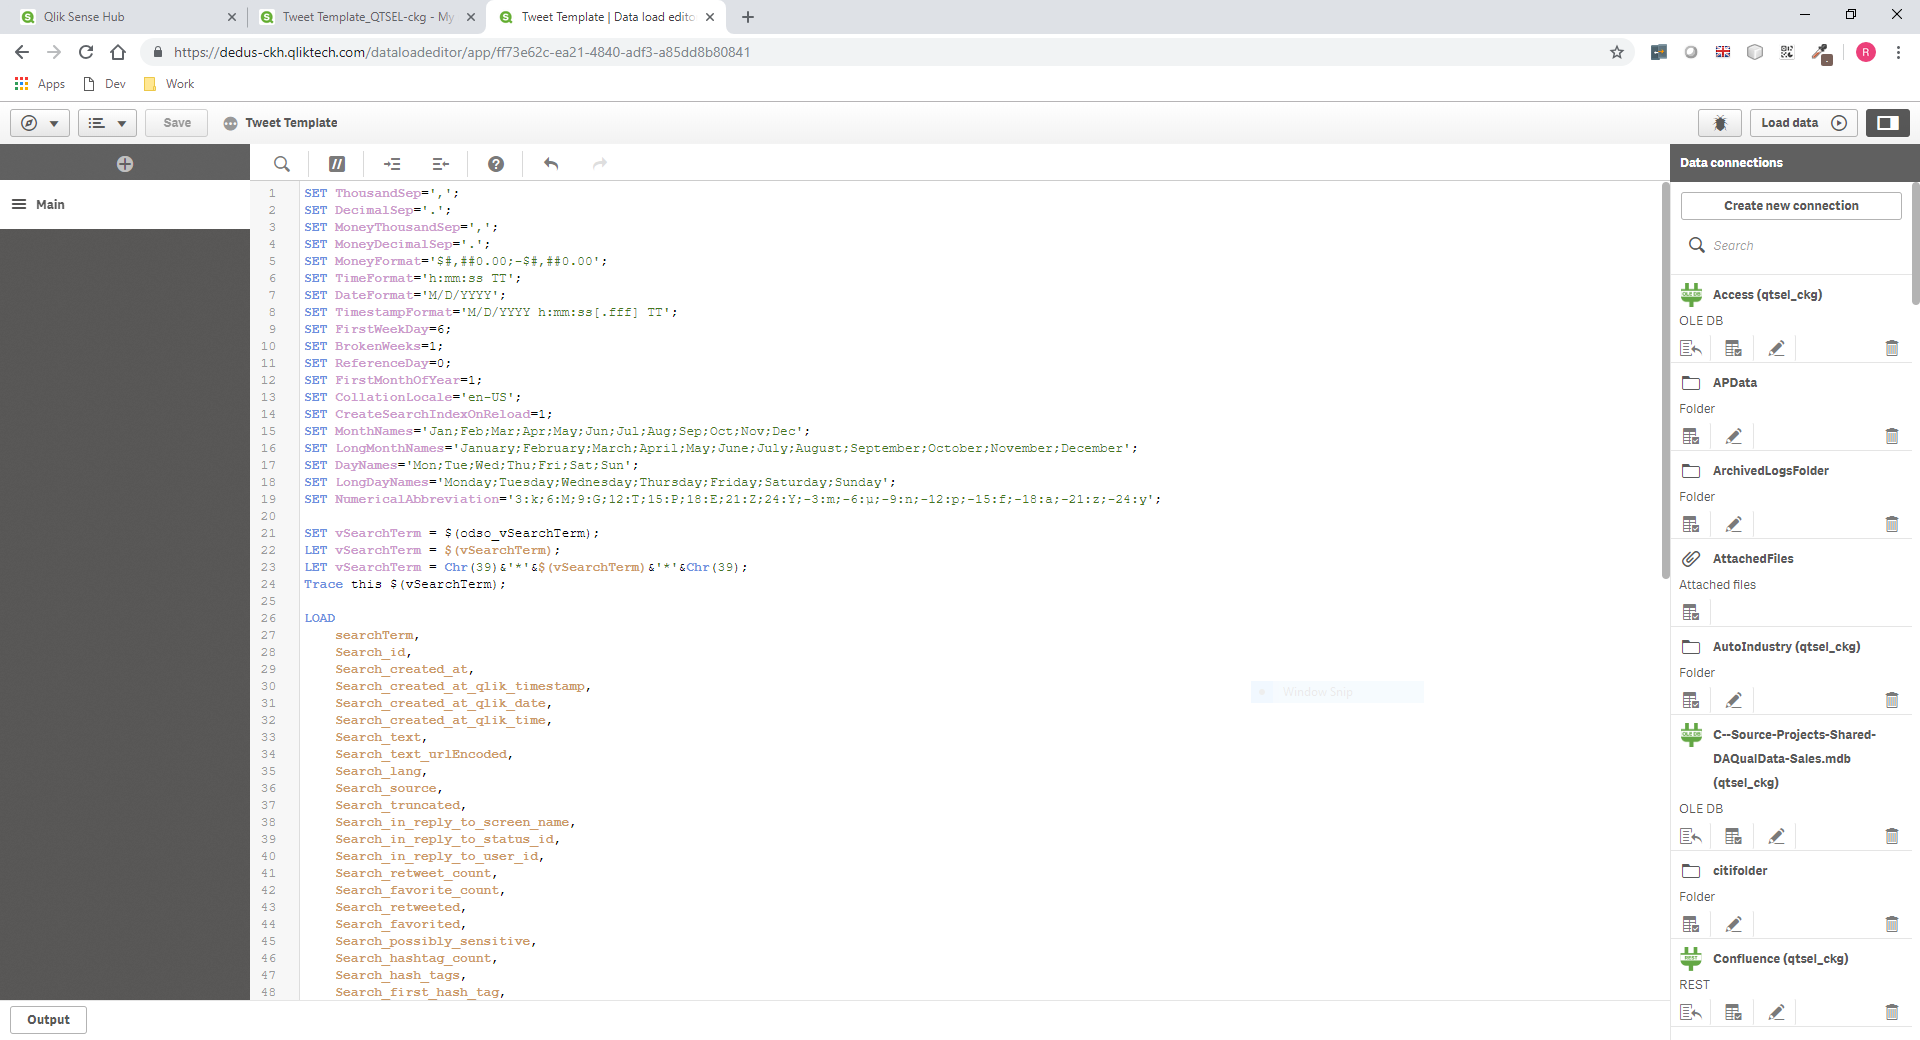 Qlik Sense Hub
Tweet Template_QTSEL-ckg - My
Tweet Template | Data load edito
https://dedus-ckh.qliktech.com/dataloadeditor/app/ff73e62c-ea21-4840-adf3-a85dd8b80841
R
Apps
Dev
Work
Save
Tweet Template
Load data
Main
1 SET ThousandSep=',';
2 SET DecimalSep='.';
3 SET MoneyThousandSep=',';
4 SET MoneyDecimalSep='.';
5 SET MoneyFormat='$#,##0.00;-$#,##0.00';
6 SET TimeFormat='h:mm:ss TT';
7 SET DateFormat='M/D/YYYY';
8 SET TimestampFormat='M/D/YYYY h:mm:ss[.fff] TT';
9 SET FirstWeekDay=6;
10 SET BrokenWeeks=1;
11 SET ReferenceDay=0;
12 SET FirstMonthOfYear=1;
13 SET CollationLocale='en-US';
14 SET CreateSearchIndexOnReload=1;
15 SET MonthNames='Jan;Feb;Mar;Apr;May;Jun;Jul;Aug;Sep;Oct;Nov;Dec';
16 SET LongMonthNames='January;February;March;April;May;June;July;August;September;October;November;December';
17 SET DayNames='Mon;Tue;Wed;Thu;Fri;Sat;Sun';
18 SET LongDayNames='Monday;Tuesday;Wednesday;Thursday;Friday;Saturday;Sunday';
19 SET NumericalAbbreviation='3:k;6:M;9:G;12:T;15:P;18:E;21:Z;24:Y;-3:m;-6:μ;-9:n;-12:p;-15:f;-18:a;-21:z;-24:y';
20
21 SET vSearchTerm = $(odso_vSearchTerm);
22 LET vSearchTerm = $(vSearchTerm);
23 LET vSearchTerm = Chr(39)&'*'&$(vSearchTerm)&'*'&Chr(39);
24 Trace this $(vSearchTerm);
25
26 LOAD
27 searchTerm,
28 Search_id,
29 Search_created_at,
30 Search_created_at_qlik_timestamp,
31 Search_created_at_qlik_date,
32 Search_created_at_qlik_time,
33 Search_text,
34 Search_text_urlEncoded,
35 Search_lang,
36 Search_source,
37 Search_truncated,
38 Search_in_reply_to_screen_name,
39 Search_in_reply_to_status_id,
40 Search_in_reply_to_user_id,
41 Search_retweet_count,
42 Search_favorite_count,
43 Search_retweeted,
44 Search_favorited,
45 Search_possibly_sensitive,
46 Search_hashtag_count,
47 Search_hash_tags,
48 Search_first_hash_tag,
Window Snip
Output
Data connections
Create new connection
Search
Access (qtsel_ckg)
OLE DB
APData
Folder
ArchivedLogsFolder
Folder
AttachedFiles
Attached files
AutoIndustry (qtsel_ckg)
Folder
C--Source-Projects-Shared-
DAQualData-Sales.mdb
(qtsel_ckg)
OLE DB
citifolder
Folder
Confluence (qtsel_ckg)
REST